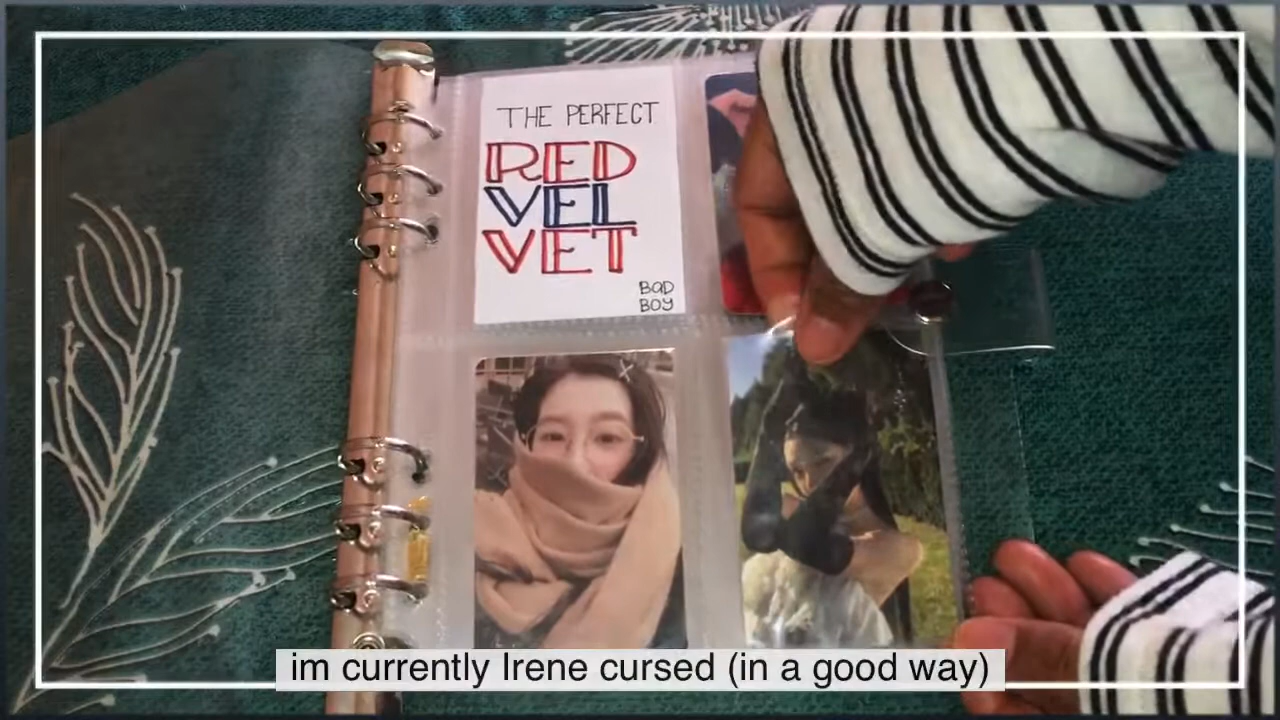 THE PERFECT
RED
VEL
VET
BAD
BOY
im currently Irene cursed (in a good way)